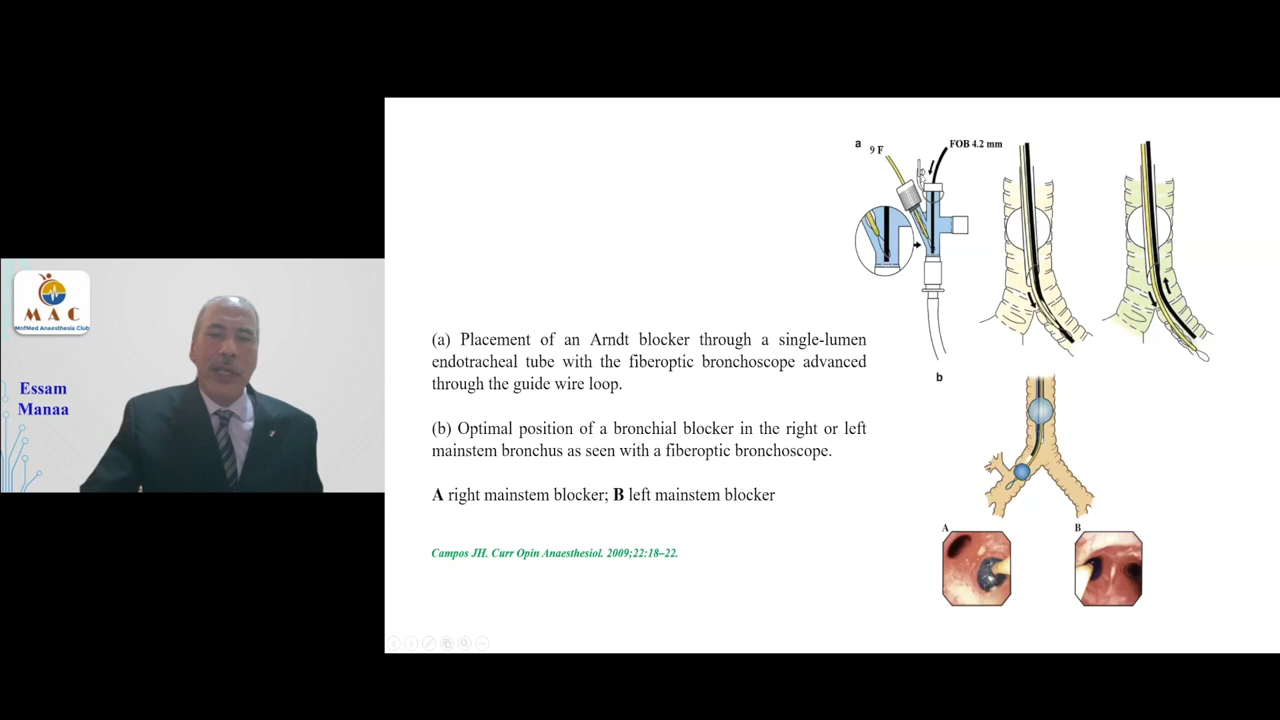 M A C
MnfMed Anaesthesia Club
Essam
Manaa
a
9 F
FOB 4.2 mm
(a) Placement of an Arndt blocker through a single-lumen
endotracheal tube with the fiberoptic bronchoscope advanced
through the guide wire loop.
(b) Optimal position of a bronchial blocker in the right or left
mainstem bronchus as seen with a fiberoptic bronchoscope.
A right mainstem blocker; B left mainstem blocker
Campos JH. Curr Opin Anaesthesiol. 2009;22:18–22.
b
A
B